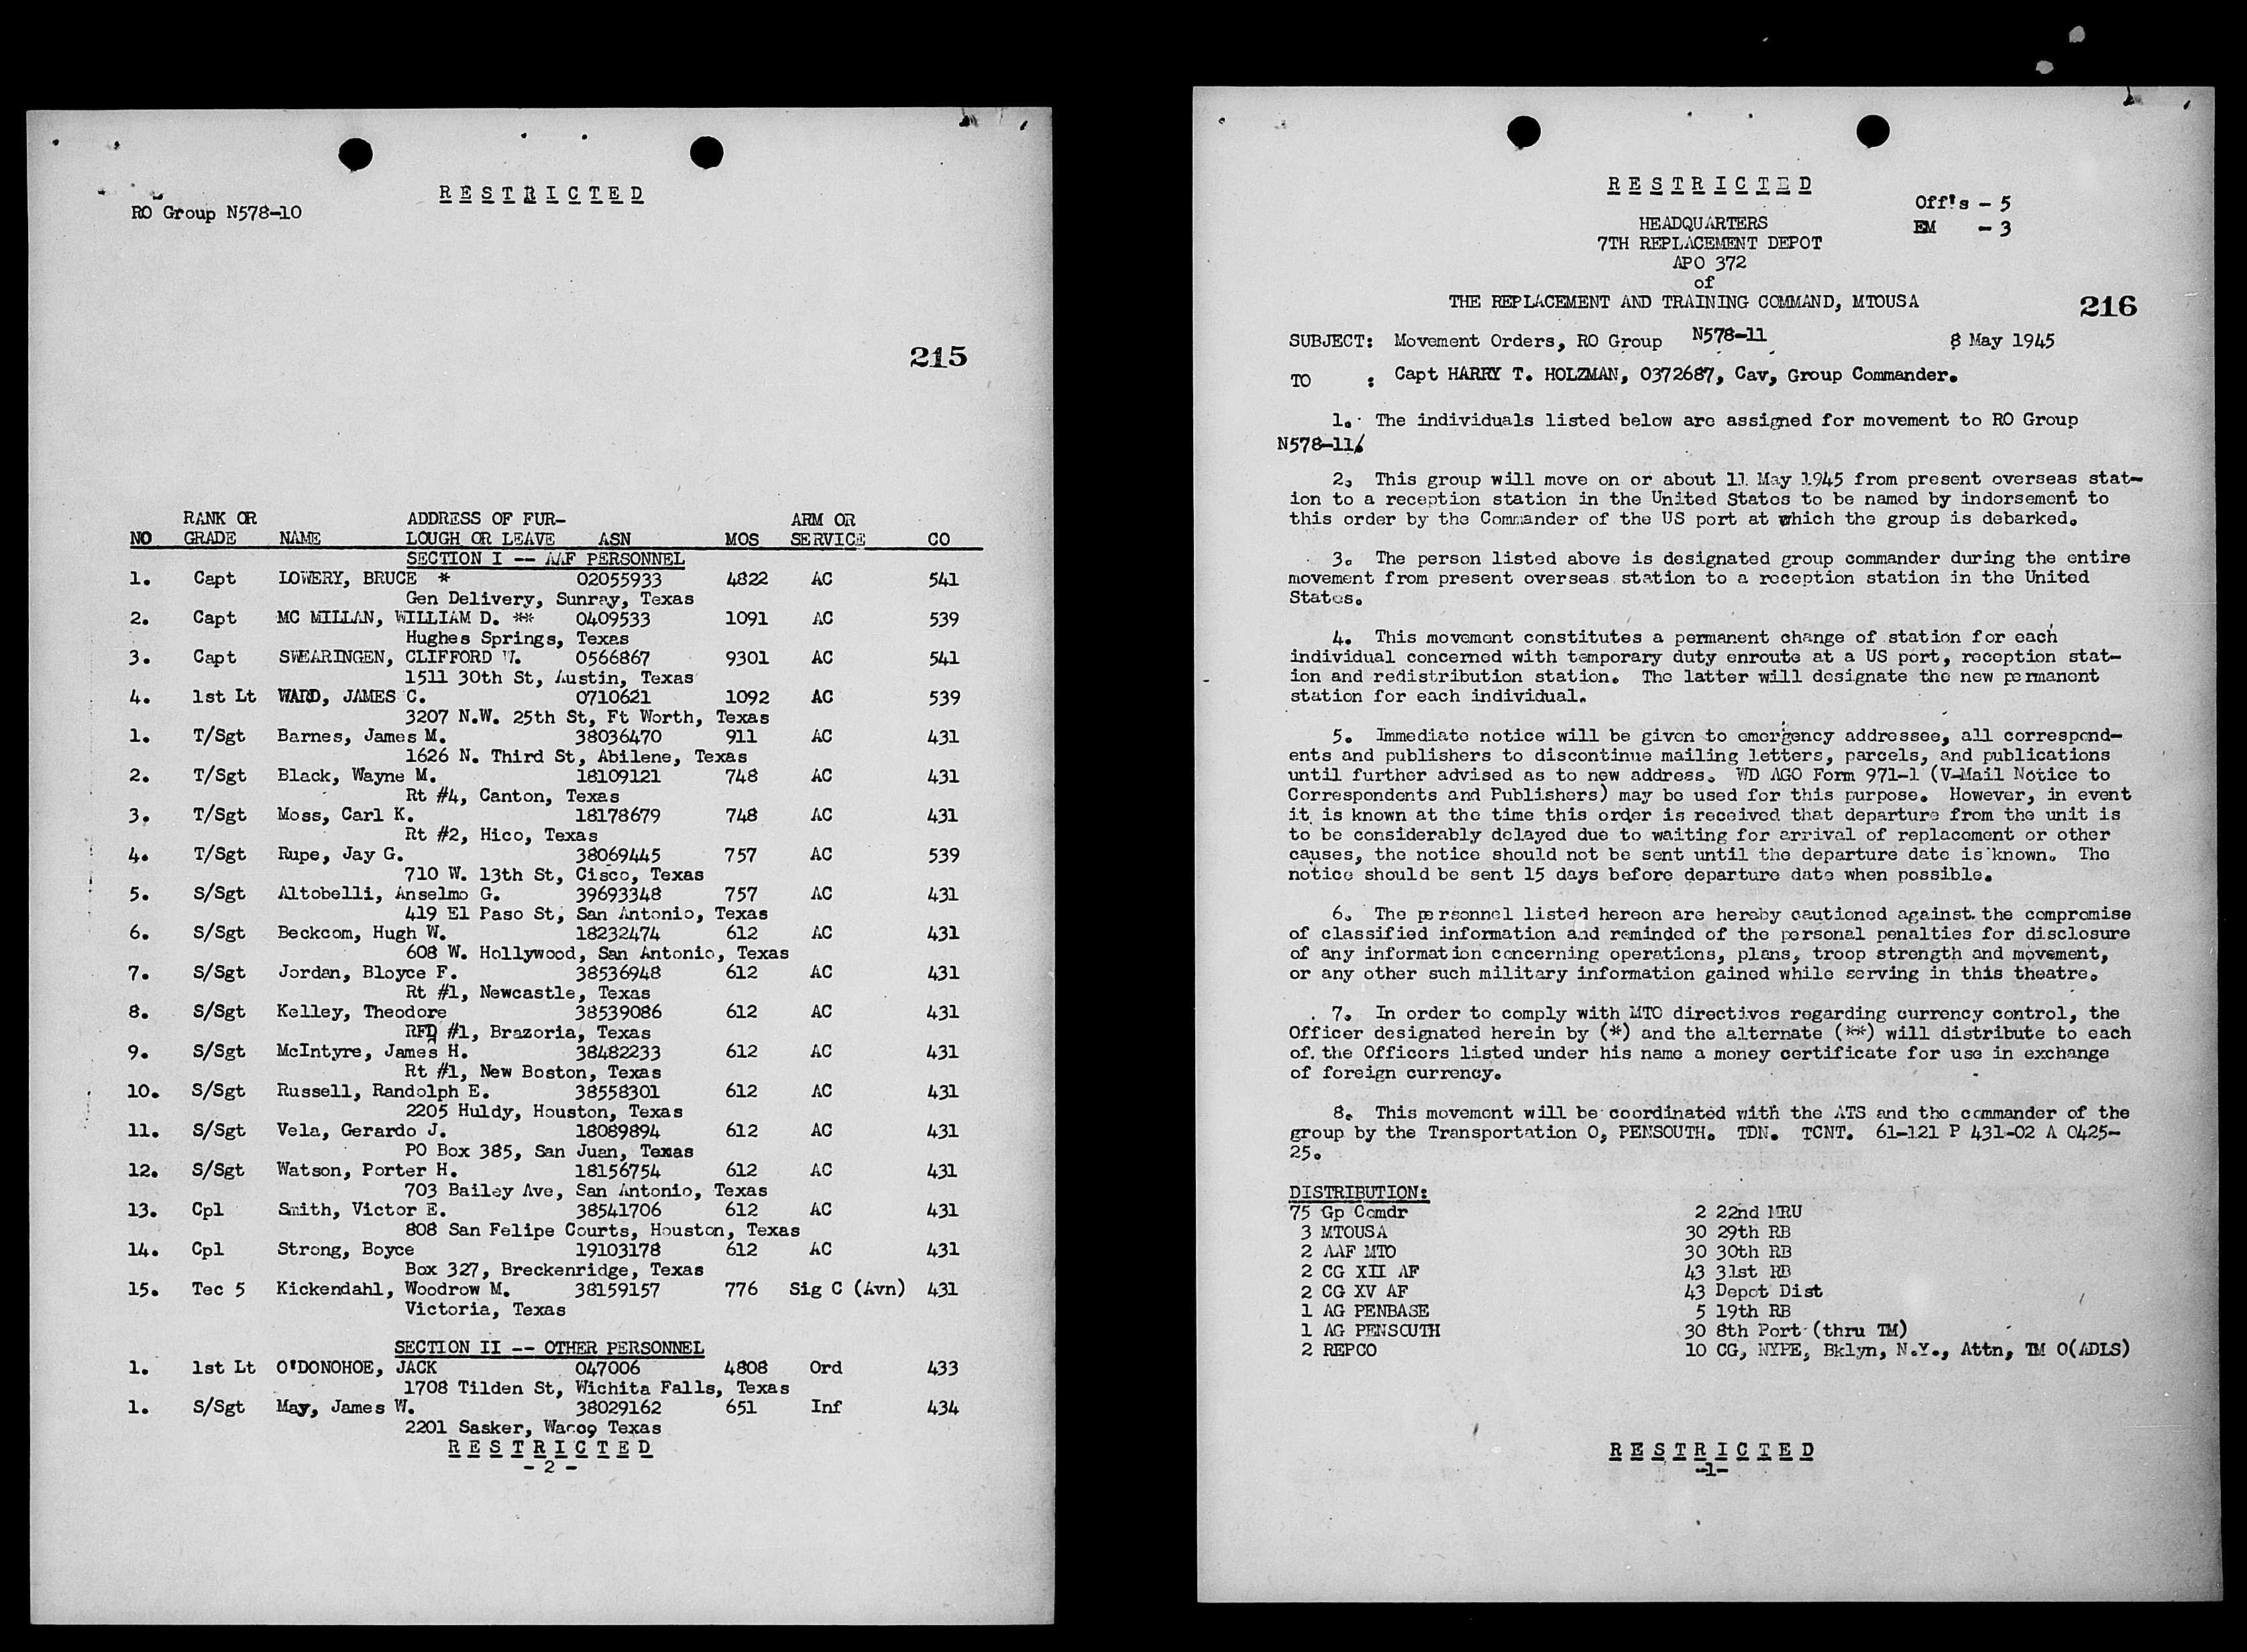 RESTRICTED
RO Group N578-10
215
NO RANK OR GRADE NAME ADDRESS OF FUR-LOUGH OR LEAVE ASN MOS ARM OR SERVICE CO
SECTION I -- AAF PERSONNEL
1. Capt LOWERY, BRUCE * 02055933 4822 AC 541
Gen Delivery, Sunray, Texas
2. Capt MC MILLAN, WILLIAM D. ** 0409533 1091 AC 539
Hughes Springs, Texas
3. Capt SWEARINGEN, CLIFFORD W. 0566867 9301 AC 541
1511 30th St, Austin, Texas
4. 1st Lt WARD, JAMES C. 0710621 1092 AC 539
3207 N.W. 25th St, Ft Worth, Texas
1. T/Sgt Barnes, James M. 38036470 911 AC 431
1626 N. Third St, Abilene, Texas
2. T/Sgt Black, Wayne M. 18109121 748 AC 431
Rt #4, Canton, Texas
3. T/Sgt Moss, Carl K. 18178679 748 AC 431
Rt #2, Hico, Texas
4. T/Sgt Rupe, Jay G. 38069445 757 AC 539
710 W. 13th St, Cisco, Texas
5. S/Sgt Altobelli, Anselmo G. 39693348 757 AC 431
419 El Paso St, San Antonio, Texas
6. S/Sgt Beckcom, Hugh W. 18232474 612 AC 431
608 W. Hollywood, San Antonio, Texas
7. S/Sgt Jordan, Bloyce F. 38536948 612 AC 431
Rt #1, Newcastle, Texas
8. S/Sgt Kelley, Theodore 38539086 612 AC 431
RFD #1, Brazoria, Texas
9. S/Sgt McIntyre, James H. 38482233 612 AC 431
Rt #1, New Boston, Texas
10. S/Sgt Russell, Randolph E. 38558301 612 AC 431
2205 Huldy, Houston, Texas
11. S/Sgt Vela, Gerardo J. 18089894 612 AC 431
PO Box 385, San Juan, Texas
12. S/Sgt Watson, Porter H. 18156754 612 AC 431
703 Bailey Ave, San Antonio, Texas
13. Cpl Smith, Victor E. 38541706 612 AC 431
808 San Felipe Courts, Houston, Texas
14. Cpl Strong, Boyce 19103178 612 AC 431
Box 327, Breckenridge, Texas
15. Tec 5 Kickendahl, Woodrow M. 38159157 776 Sig C (Avn) 431
Victoria, Texas
SECTION II -- OTHER PERSONNEL
1. 1st Lt O'DONOHOE, JACK 047006 4808 Ord 433
1708 Tilden St, Wichita Falls, Texas
1. S/Sgt May, James W. 38029162 651 Inf 434
2201 Sasker, Waco, Texas
RESTRICTED
- 2 -
RESTRICTED
Off's - 5
EM - 3
HEADQUARTERS
7TH REPLACEMENT DEPOT
APO 372
of
THE REPLACEMENT AND TRAINING COMMAND, MTOUSA
216
SUBJECT: Movement Orders, RO Group N578-11 8 May 1945
TO : Capt HARRY T. HOLZMAN, 0372687, Cav, Group Commander.
1. The individuals listed below are assigned for movement to RO Group
N578-11.
2. This group will move on or about 11 May 1945 from present overseas stat-
ion to a reception station in the United States to be named by indorsement to
this order by the Commander of the US port at which the group is debarked.
3. The person listed above is designated group commander during the entire
movement from present overseas station to a reception station in the United
States.
4. This movement constitutes a permanent change of station for each
individual concerned with temporary duty enroute at a US port, reception stat-
ion and redistribution station. The latter will designate the new permanent
station for each individual.
5. Immediate notice will be given to emergency addressee, all correspond-
ents and publishers to discontinue mailing letters, parcels, and publications
until further advised as to new address. WD AGO Form 971-1 (V-Mail Notice to
Correspondents and Publishers) may be used for this purpose. However, in event
it is known at the time this order is received that departure from the unit is
to be considerably delayed due to waiting for arrival of replacement or other
causes, the notice should not be sent until the departure date is known. The
notice should be sent 15 days before departure date when possible.
6. The personnel listed hereon are hereby cautioned against the compromise
of classified information and reminded of the personal penalties for disclosure
of any information concerning operations, plans, troop strength and movement,
or any other such military information gained while serving in this theatre.
7. In order to comply with MTO directives regarding currency control, the
Officer designated herein by (*) and the alternate (**) will distribute to each
of the Officers listed under his name a money certificate for use in exchange
of foreign currency.
8. This movement will be coordinated with the ATS and the commander of the
group by the Transportation O, PENSOUTH. TDN. TCNT. 61-121 P 431-02 A 0425-
25.
DISTRIBUTION:
75 Gp Comdr 2 22nd MRU
3 MTOUSA 30 29th RB
2 AAF MTO 30 30th RB
2 CG XII AF 43 31st RB
2 CG XV AF 43 Depot Dist
1 AG PENBASE 5 19th RB
1 AG PENSOUTH 30 8th Port (thru TM)
2 REPCO 10 CG, NYPE, Bklyn, N.Y., Attn, TM O(ADLS)
RESTRICTED
-1-